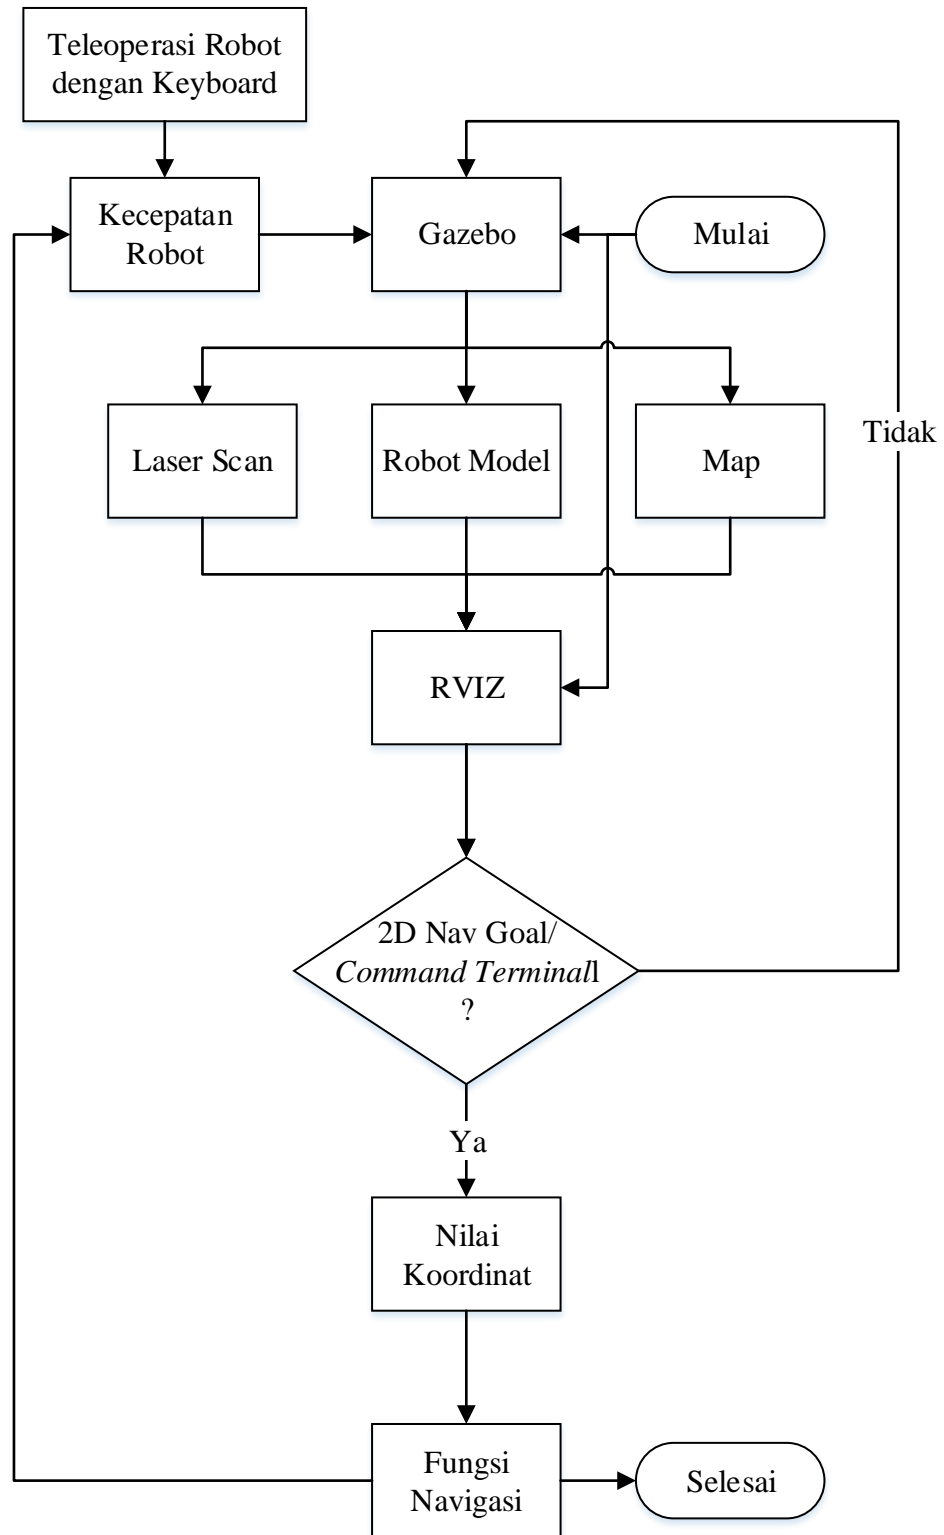 Teleoperasi Robot
dengan Keyboard
Kecepatan
Robot
Gazebo
Mulai
Laser Scan
Robot Model
Map
Tidak
RVIZ
2D Nav Goal/
Command Terminall
?
Ya
Nilai
Koordinat
Fungsi
Navigasi
Selesai